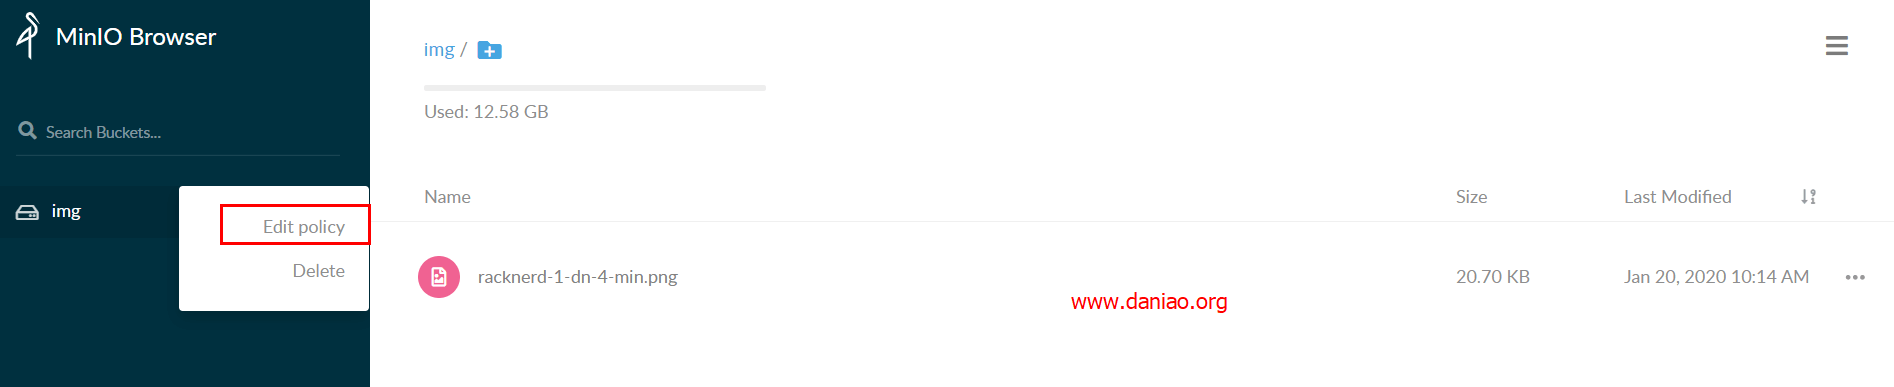 MinIO Browser
Search Buckets...
img
Edit policy
Delete
img /
Used: 12.58 GB
Name Size Last Modified
racknerd-1-dn-4-min.png 20.70 KB Jan 20, 2020 10:14 AM
www.daniao.org